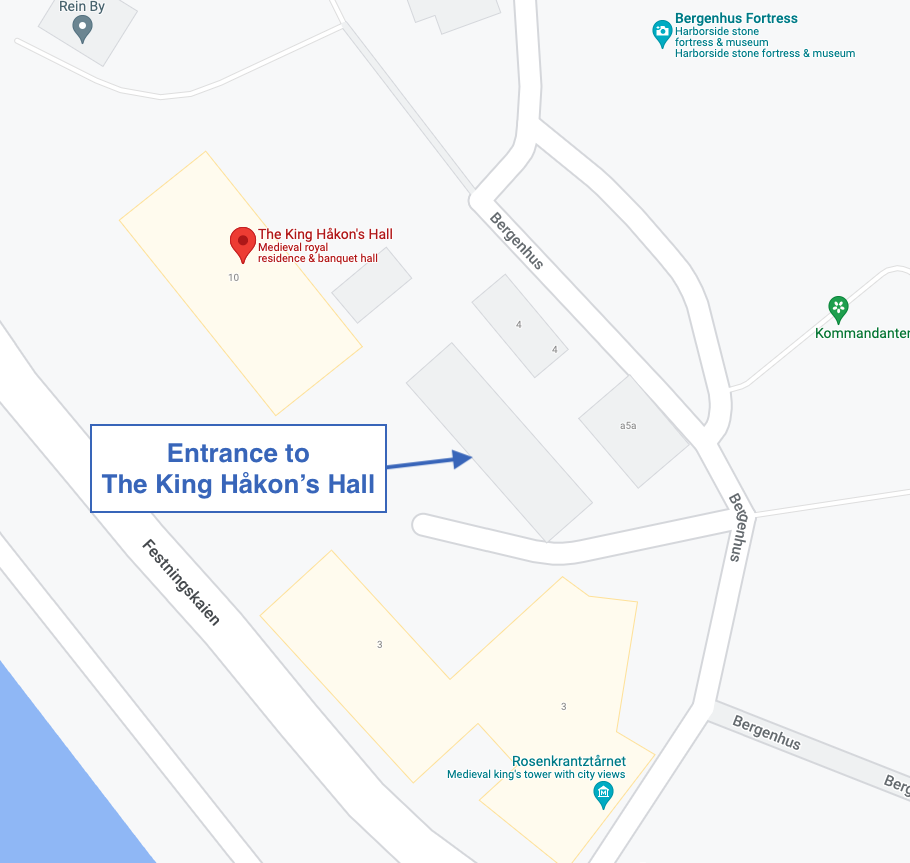 Rein By
Bergenhus Fortress
Harborside stone
fortress & museum
Harborside stone fortress & museum
Bergenhus
The King Håkon's Hall
Medieval royal
residence & banquet hall
10
4
4
Kommandanter
a5a
Entrance to
The King Håkon’s Hall
Bergenhus
Festningskaien
3
3
Bergenhus
Rosenkrantztårnet
Medieval king's tower with city views
Berg